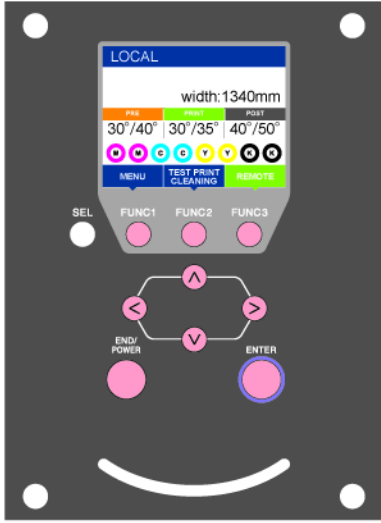 LOCAL
width:1340mm
PRE PRINT POST
30°/40° 30°/35° 40°/50°
M M C C Y Y K K
MENU TEST PRINT CLEANING REMOTE
SEL FUNC1 FUNC2 FUNC3
< ^ v >
END/
POWER
ENTER